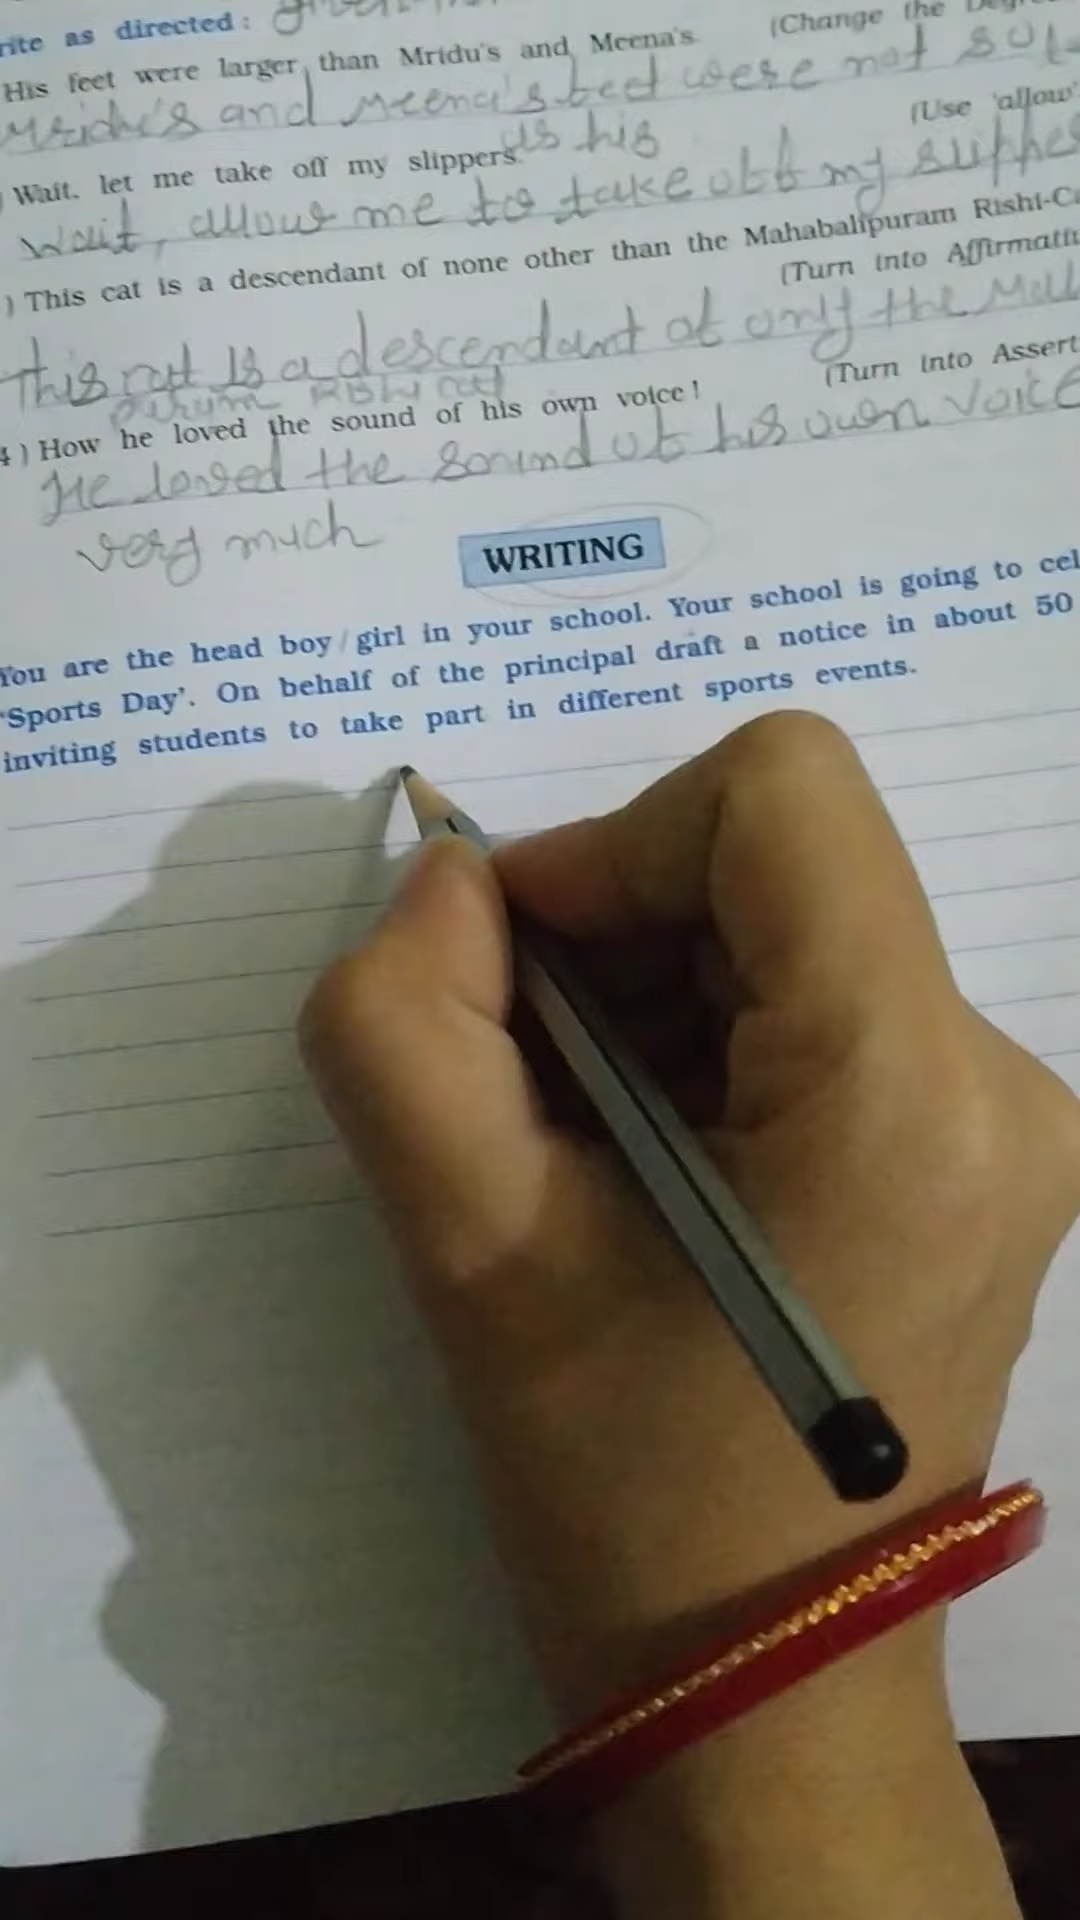 rite as directed :
His feet were larger than Mridu's and Meena's. (Change the Degre
and Meena's feet were not so
as his
Wait, let me take off my slippers. (Use 'allow'
Wait, allow me to take off my
) This cat is a descendant of none other than the Mahabalipuram Rishi-Ca
(Turn into Affirmati
This cat is a descendant of only the
4 ) How he loved the sound of his own voice ! (Turn into Assert
He loved the sound of his own voice
very much
WRITING
You are the head boy / girl in your school. Your school is going to cel
'Sports Day'. On behalf of the principal draft a notice in about 50
inviting students to take part in different sports events.